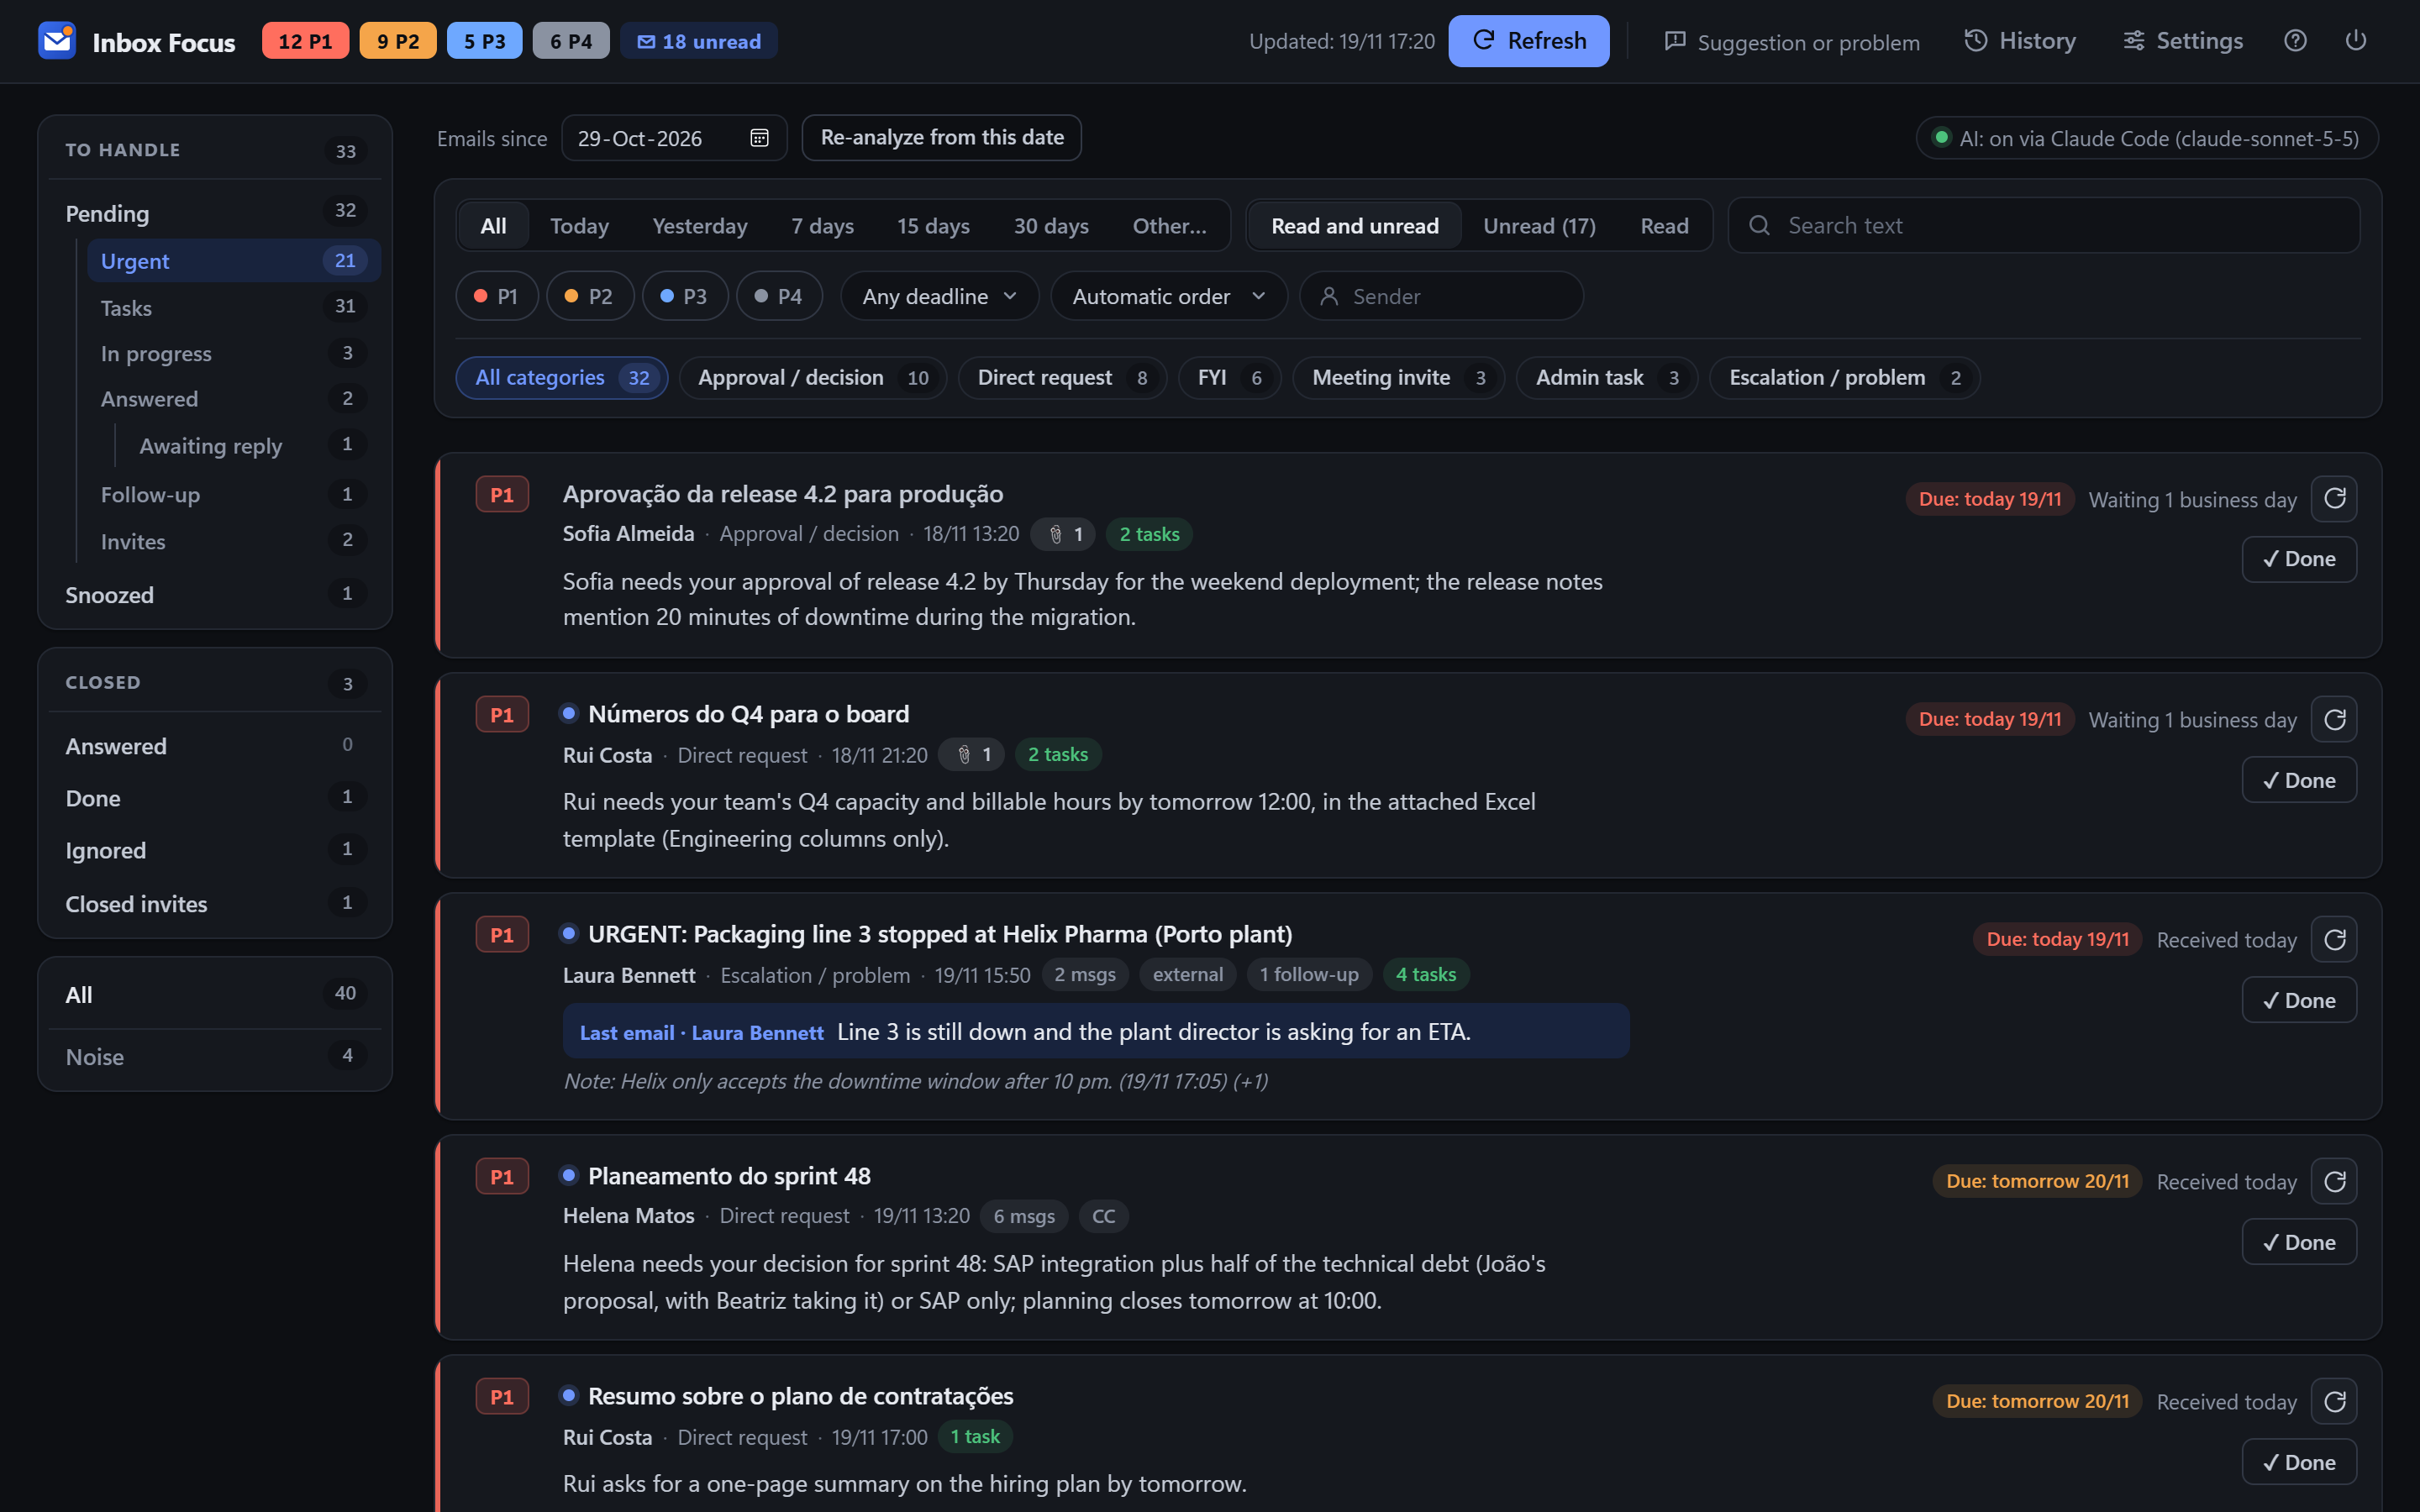 Inbox Focus
12 P1
9 P2
5 P3
6 P4
18 unread
Updated: 19/11 17:20
Refresh
Suggestion or problem
History
Settings
TO HANDLE 33
Pending 32
Urgent 21
Tasks 31
In progress 3
Answered 2
Awaiting reply 1
Follow-up 1
Invites 2
Snoozed 1
CLOSED 3
Answered 0
Done 1
Ignored 1
Closed invites 1
All 40
Noise 4
Emails since 29-Oct-2026 Re-analyze from this date
AI: on via Claude Code (claude-sonnet-5-5)
All Today Yesterday 7 days 15 days 30 days Other...
Read and unread Unread (17) Read
Search text
P1 P2 P3 P4 Any deadline Automatic order Sender
All categories 32 Approval / decision 10 Direct request 8 FYI 6 Meeting invite 3 Admin task 3 Escalation / problem 2
P1 Aprovação da release 4.2 para produção
Due: today 19/11 Waiting 1 business day
Sofia Almeida · Approval / decision · 18/11 13:20 1 2 tasks
✓ Done
Sofia needs your approval of release 4.2 by Thursday for the weekend deployment; the release notes
mention 20 minutes of downtime during the migration.
P1 Números do Q4 para o board
Due: today 19/11 Waiting 1 business day
Rui Costa · Direct request · 18/11 21:20 1 2 tasks
✓ Done
Rui needs your team's Q4 capacity and billable hours by tomorrow 12:00, in the attached Excel
template (Engineering columns only).
P1 URGENT: Packaging line 3 stopped at Helix Pharma (Porto plant)
Due: today 19/11 Received today
Laura Bennett · Escalation / problem · 19/11 15:50 2 msgs external 1 follow-up 4 tasks
✓ Done
Last email · Laura Bennett Line 3 is still down and the plant director is asking for an ETA.
Note: Helix only accepts the downtime window after 10 pm. (19/11 17:05) (+1)
P1 Planeamento do sprint 48
Due: tomorrow 20/11 Received today
Helena Matos · Direct request · 19/11 13:20 6 msgs CC
✓ Done
Helena needs your decision for sprint 48: SAP integration plus half of the technical debt (João's
proposal, with Beatriz taking it) or SAP only; planning closes tomorrow at 10:00.
P1 Resumo sobre o plano de contratações
Due: tomorrow 20/11 Received today
Rui Costa · Direct request · 19/11 17:00 1 task
✓ Done
Rui asks for a one-page summary on the hiring plan by tomorrow.